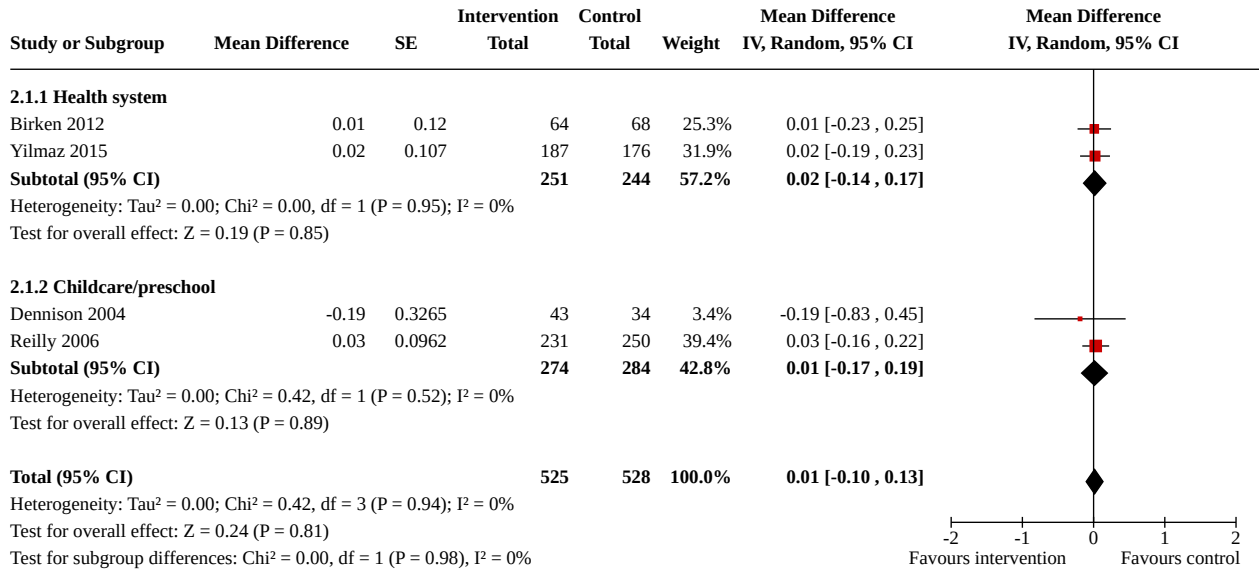 Intervention Control Mean Difference Mean Difference
Study or Subgroup Mean Difference SE Total Total Weight IV, Random, 95% CI IV, Random, 95% CI
2.1.1 Health system
Birken 2012 0.01 0.12 64 68 25.3% 0.01 [-0.23 , 0.25]
Yilmaz 2015 0.02 0.107 187 176 31.9% 0.02 [-0.19 , 0.23]
Subtotal (95% CI) 251 244 57.2% 0.02 [-0.14 , 0.17]
Heterogeneity: Tau² = 0.00; Chi² = 0.00, df = 1 (P = 0.95); I² = 0%
Test for overall effect: Z = 0.19 (P = 0.85)
2.1.2 Childcare/preschool
Dennison 2004 -0.19 0.3265 43 34 3.4% -0.19 [-0.83 , 0.45]
Reilly 2006 0.03 0.0962 231 250 39.4% 0.03 [-0.16 , 0.22]
Subtotal (95% CI) 274 284 42.8% 0.01 [-0.17 , 0.19]
Heterogeneity: Tau² = 0.00; Chi² = 0.42, df = 1 (P = 0.52); I² = 0%
Test for overall effect: Z = 0.13 (P = 0.89)
Total (95% CI) 525 528 100.0% 0.01 [-0.10 , 0.13]
Heterogeneity: Tau² = 0.00; Chi² = 0.42, df = 3 (P = 0.94); I² = 0%
Test for overall effect: Z = 0.24 (P = 0.81)
Test for subgroup differences: Chi² = 0.00, df = 1 (P = 0.98), I² = 0%
-2 -1 0 1 2
Favours intervention Favours control